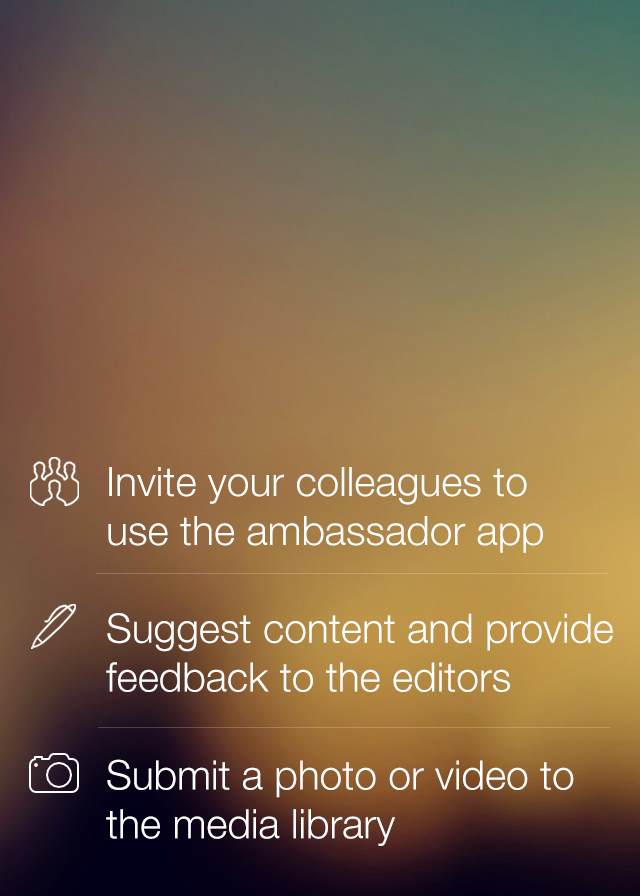 Invite your colleagues to
use the ambassador app
Suggest content and provide
feedback to the editors
Submit a photo or video to
the media library